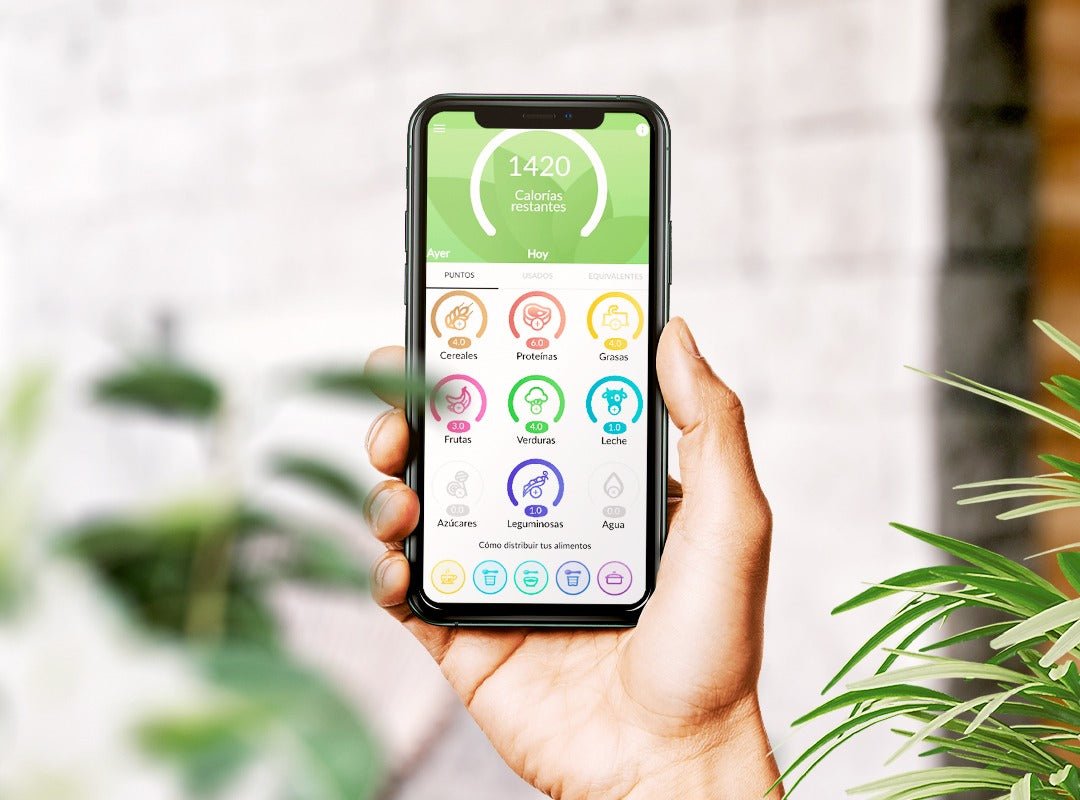 1420
Calorías
restantes
Ayer
Hoy
PUNTOS
USADOS
EQUIVALENTES
4.0
6.0
4.0
Cereales
Proteínas
Grasas
3.0
4.0
1.0
Frutas
Verduras
Leche
0.0
1.0
0.0
Azúcares
Leguminosas
Agua
Cómo distribuir tus alimentos